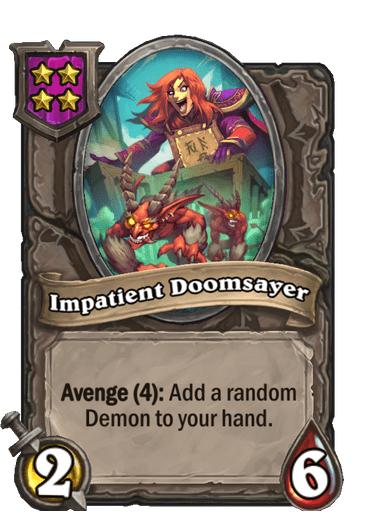 Impatient Doomsayer
Avenge (4): Add a random
Demon to your hand.
2
6